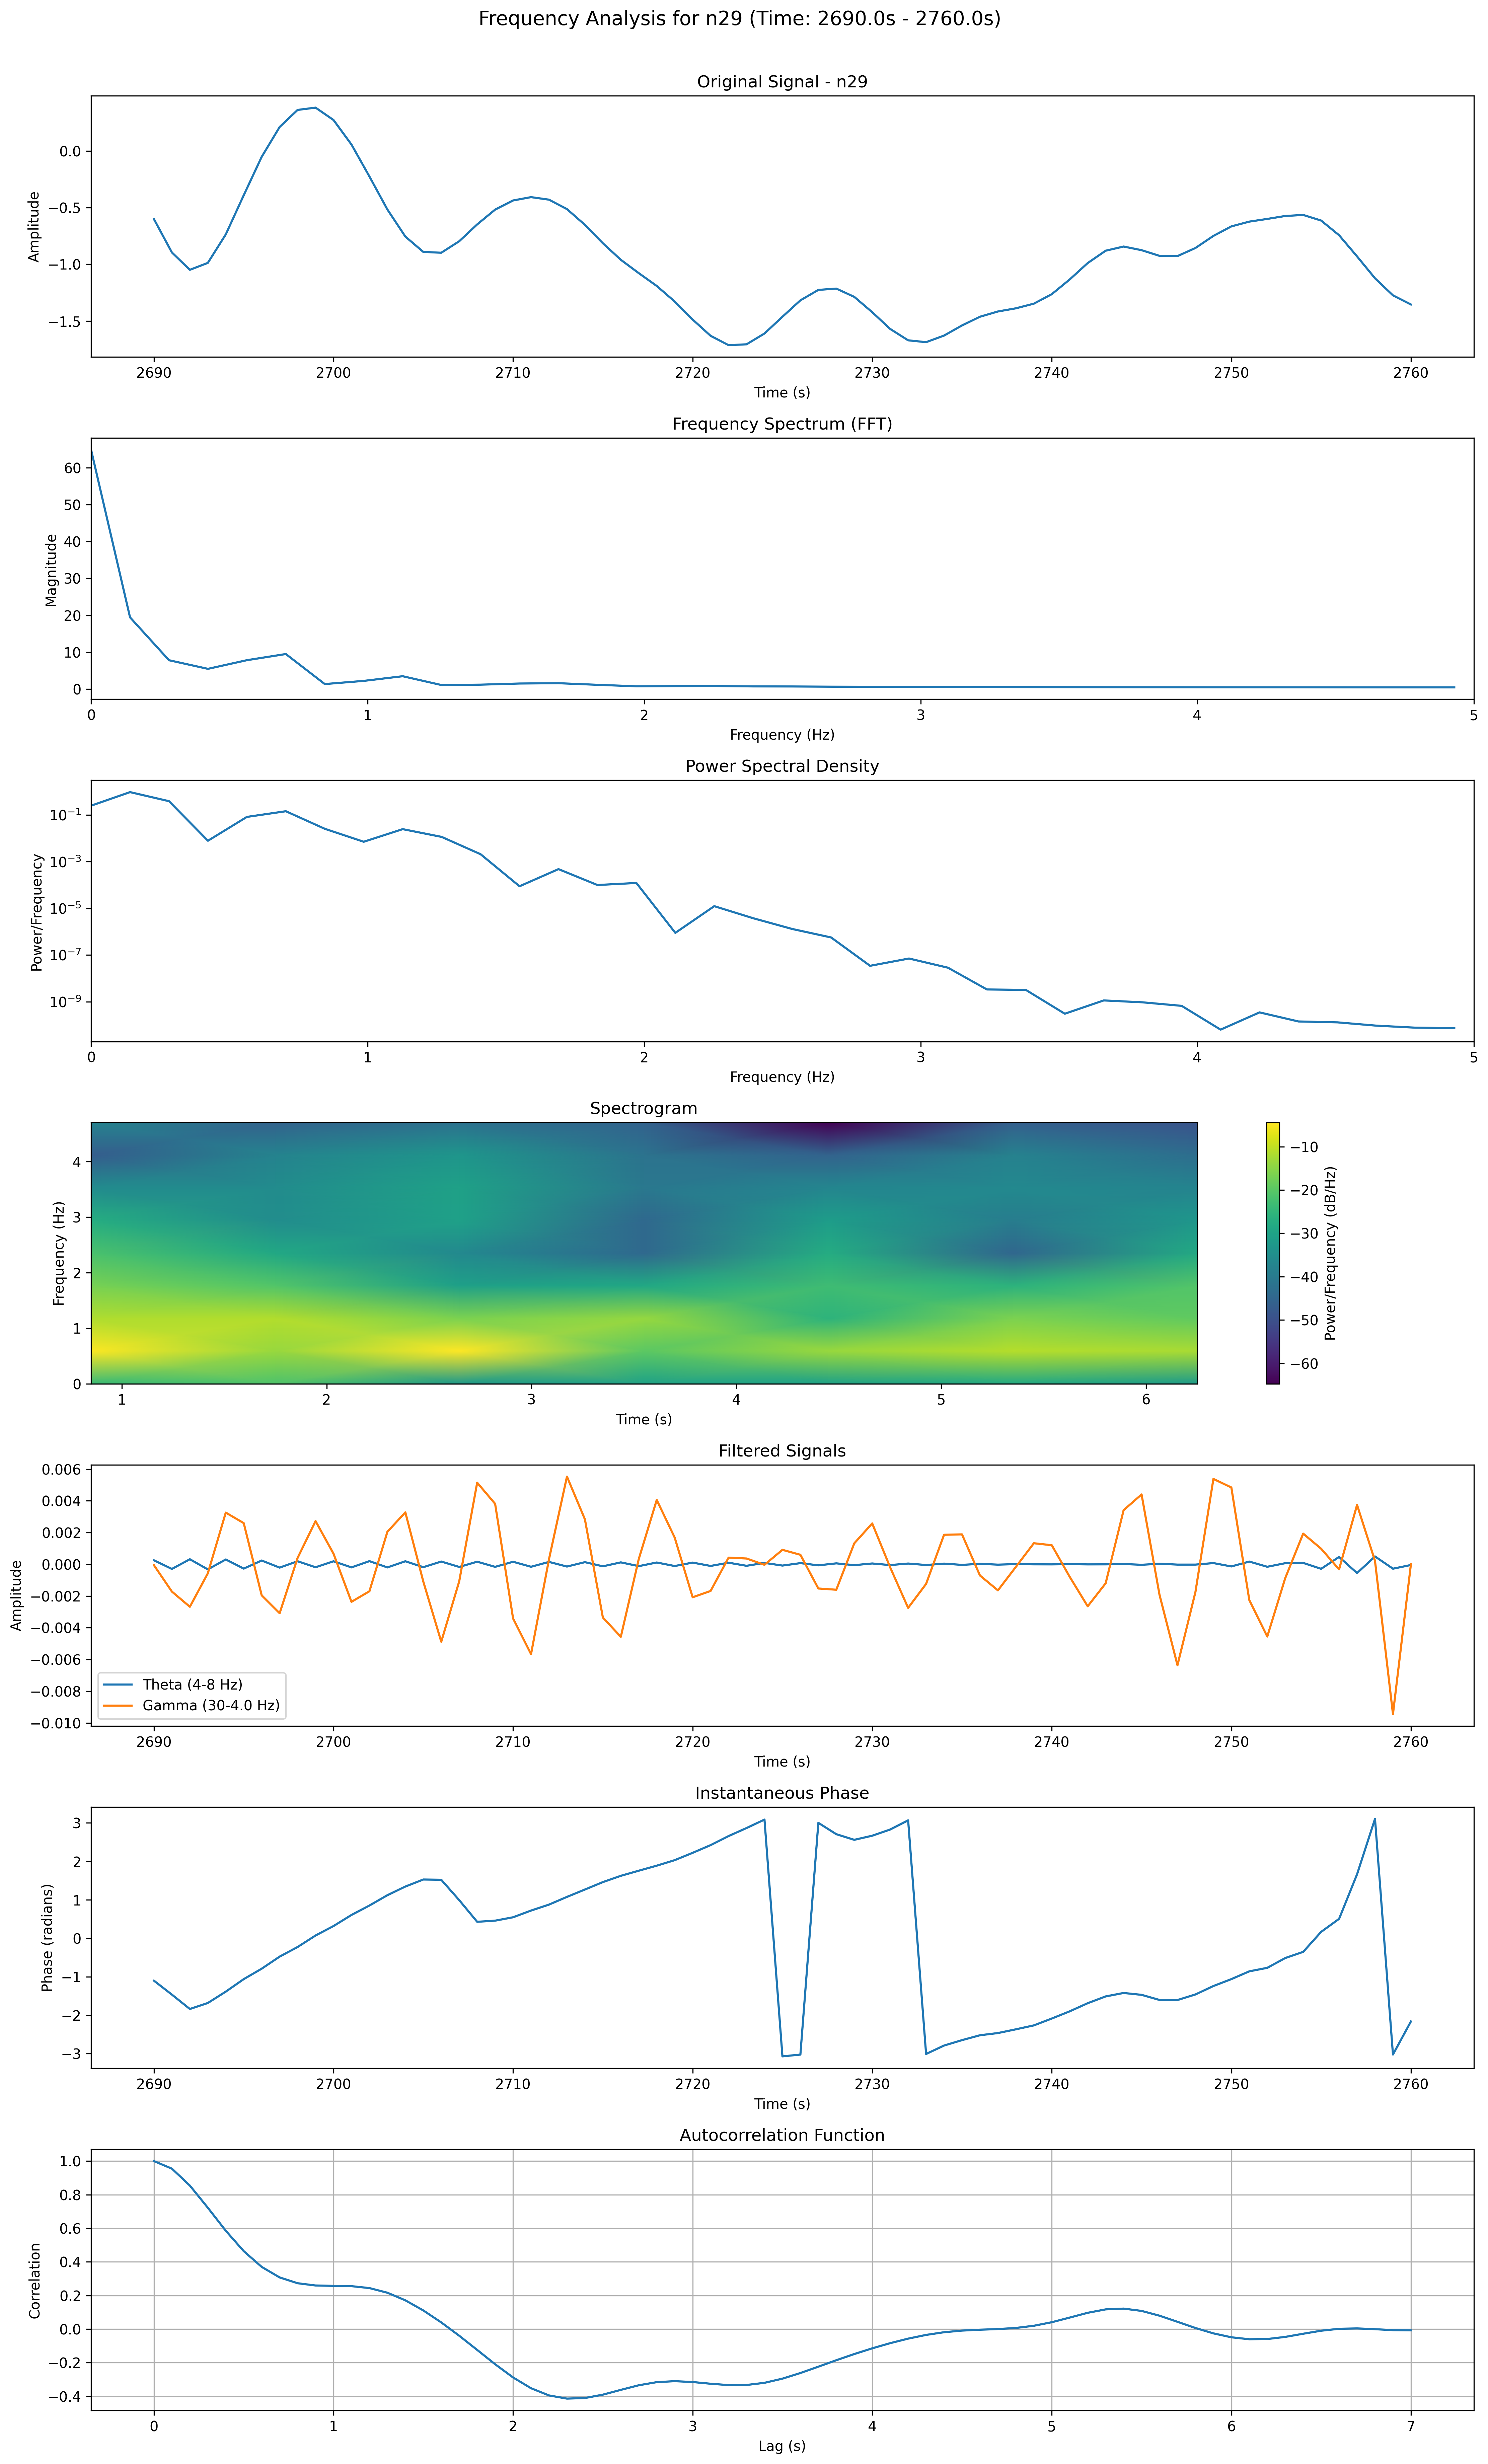 Frequency Analysis for n29 (Time: 2690.0s - 2760.0s)
Original Signal - n29
Amplitude
0.0
−0.5
−1.0
−1.5
2690 2700 2710 2720 2730 2740 2750 2760
Time (s)
Frequency Spectrum (FFT)
Magnitude
60
50
40
30
20
10
0
0 1 2 3 4 5
Frequency (Hz)
Power Spectral Density
Power/Frequency
10⁻¹
10⁻³
10⁻⁵
10⁻⁷
10⁻⁹
0 1 2 3 4 5
Frequency (Hz)
Spectrogram
Frequency (Hz)
4
3
2
1
0
1 2 3 4 5 6
Time (s)
−10
−20
−30
−40
−50
−60
Power/Frequency (dB/Hz)
Filtered Signals
Amplitude
0.006
0.004
0.002
0.000
−0.002
−0.004
−0.006
−0.008
−0.010
Theta (4-8 Hz)
Gamma (30-4.0 Hz)
2690 2700 2710 2720 2730 2740 2750 2760
Time (s)
Instantaneous Phase
Phase (radians)
3
2
1
0
−1
−2
−3
2690 2700 2710 2720 2730 2740 2750 2760
Time (s)
Autocorrelation Function
Correlation
1.0
0.8
0.6
0.4
0.2
0.0
−0.2
−0.4
0 1 2 3 4 5 6 7
Lag (s)